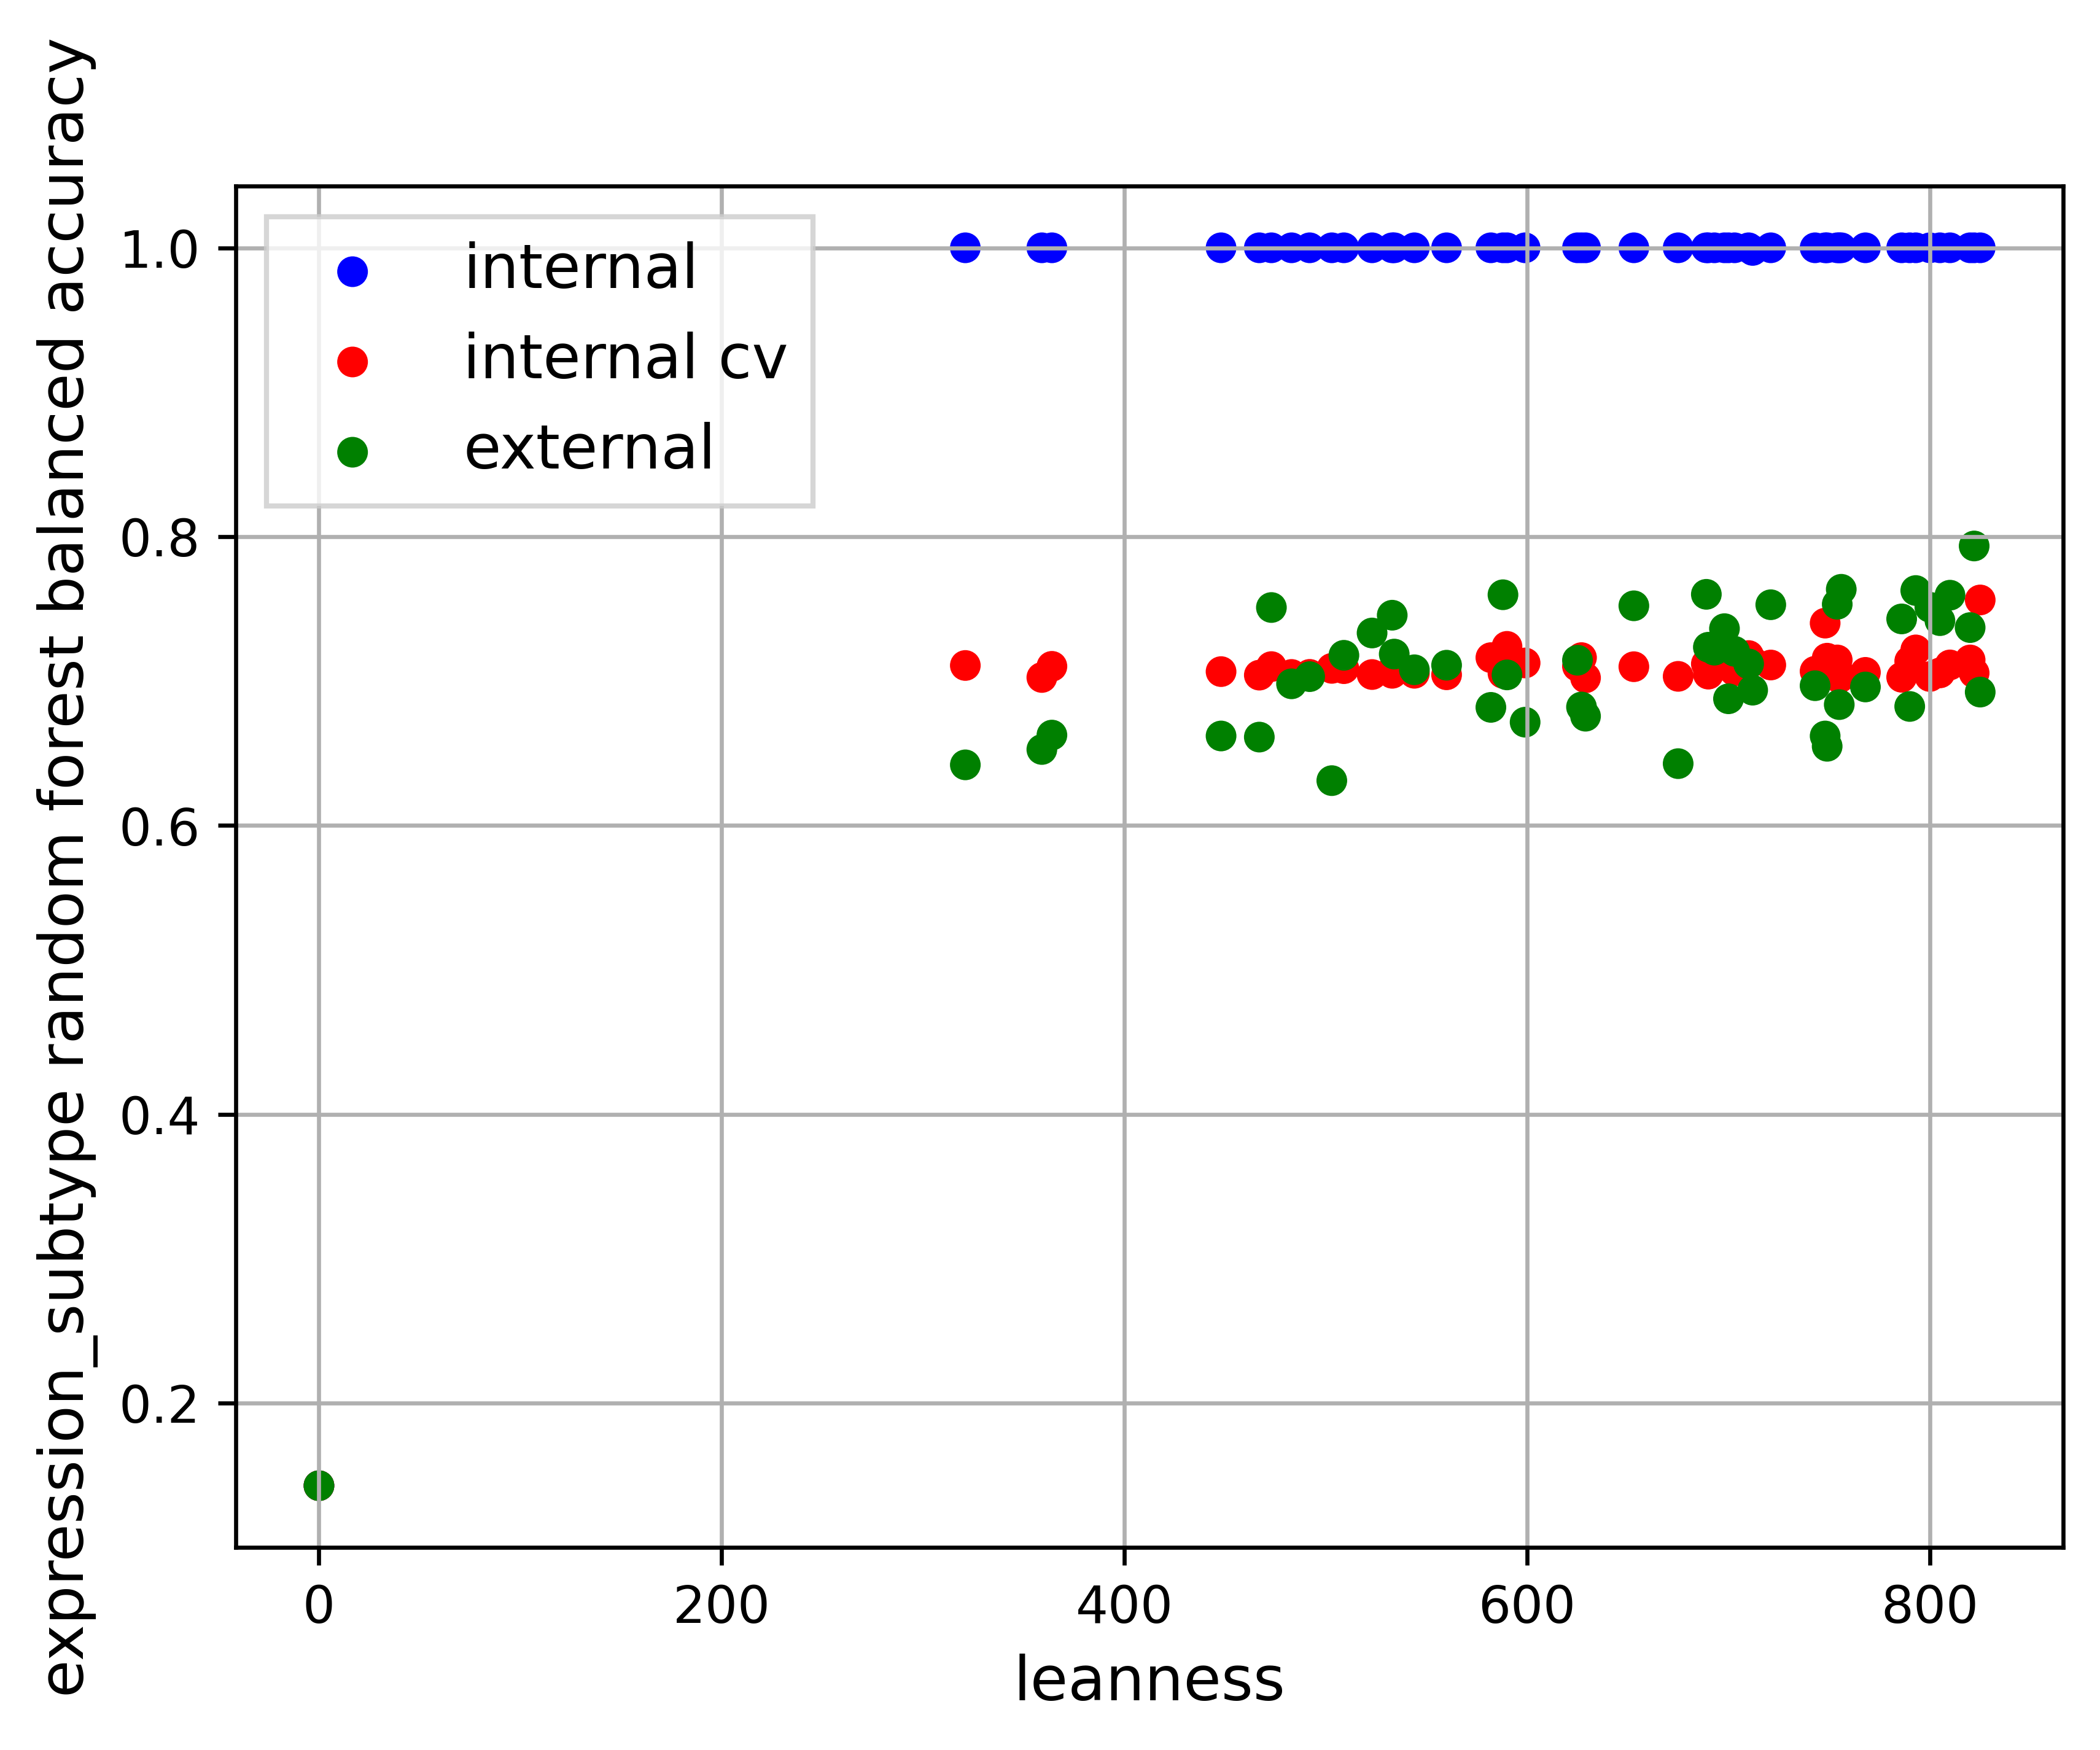 expression_subtype random forest balanced accuracy
internal
internal cv
external
1.0
0.8
0.6
0.4
0.2
0 200 400 600 800
leanness